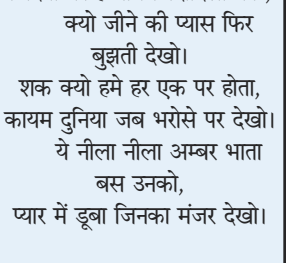 क्यो जीने की प्यास फिर
बुझती देखो।
शक क्यो हमे हर एक पर होता,
कायम दुनिया जब भरोसे पर देखो।
ये नीला नीला अम्बर भाता
बस उनको,
प्यार में डूबा जिनका मंजर देखो।